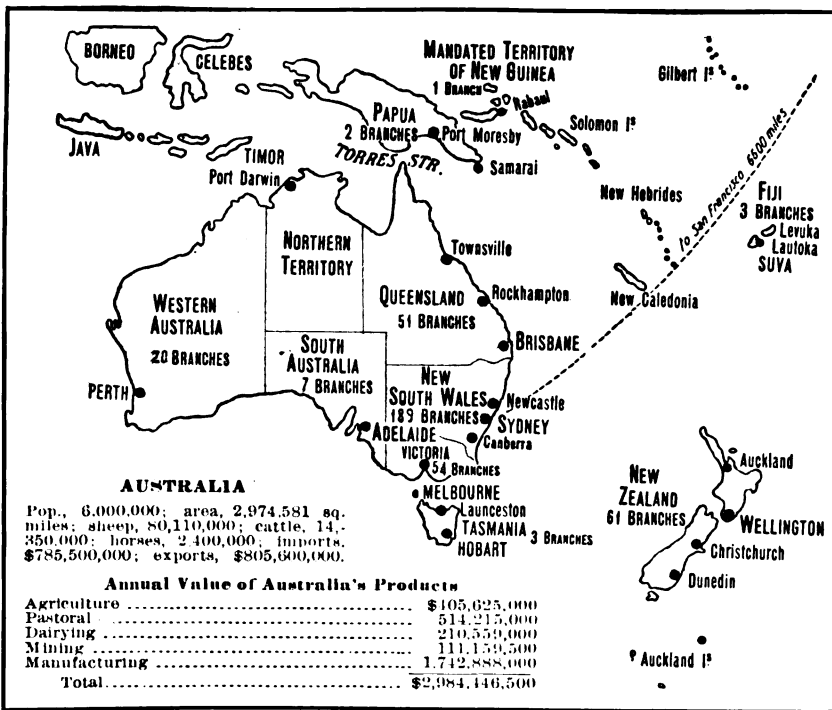 BORNEO
CELEBES
MANDATED TERRITORY
OF NEW GUINEA
1 BRANCH
Rabaul
Gilbert Is
JAVA
TIMOR
PAPUA
2 BRANCHES
Port Moresby
Solomon Is
TORRES STR.
Samarai
Port Darwin
to San Francisco 6600 miles
New Hebrides
FIJI
3 BRANCHES
Levuka
Lautoka
SUVA
NORTHERN
TERRITORY
Townsville
WESTERN
AUSTRALIA
20 BRANCHES
QUEENSLAND
51 BRANCHES
Rockhampton
New Caledonia
BRISBANE
SOUTH
AUSTRALIA
7 BRANCHES
NEW
SOUTH WALES
189 BRANCHES
Newcastle
SYDNEY
Canberra
PERTH
ADELAIDE
VICTORIA
54 BRANCHES
MELBOURNE
Launceston
TASMANIA
3 BRANCHES
HOBART
NEW
ZEALAND
61 BRANCHES
Auckland
WELLINGTON
Christchurch
Dunedin
Auckland Is
AUSTRALIA
Pop., 6,000,000; area, 2,974,581 sq.
miles; sheep, 80,110,000; cattle, 14,-
350,000; horses, 2,400,000; imports,
$785,500,000; exports, $805,600,000.
Annual Value of Australia's Products
Agriculture ........ $405,625,000
Pastoral ........ 514,215,000
Dairying ........ 210,559,000
Mining ........ 111,159,500
Manufacturing ........ 1,742,888,000
Total ........ $2,984,446,500